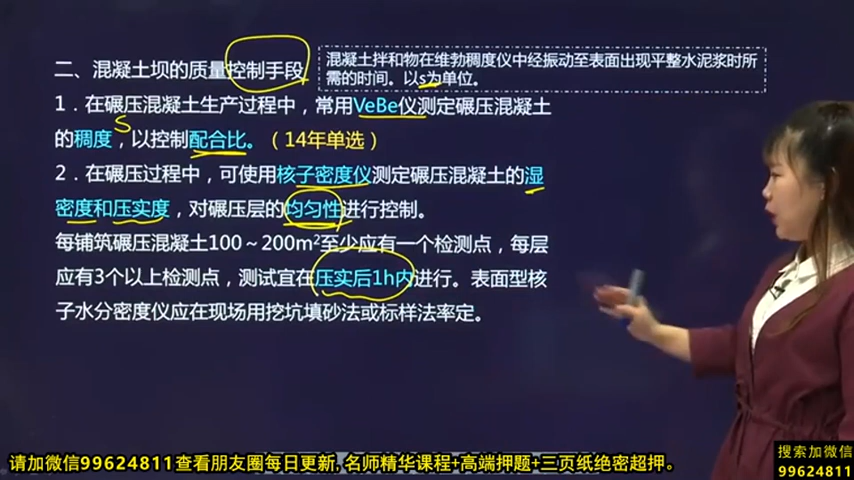 二、混凝土坝的质量控制手段
混凝土拌和物在维勃稠度仪中经振动至表面出现平整水泥浆时所
需的时间。以s为单位。
1．在碾压混凝土生产过程中，常用VeBe仪测定碾压混凝土
S
的稠度，以控制配合比。（14年单选）
2．在碾压过程中，可使用核子密度仪测定碾压混凝土的湿
密度和压实度，对碾压层的均匀性进行控制。
每铺筑碾压混凝土100～200m²至少应有一个检测点，每层
应有3个以上检测点，测试宜在压实后1h内进行。表面型核
子水分密度仪应在现场用挖坑填砂法或标样法率定。
请加微信99624811查看朋友圈每日更新,名师精华课程+高端押题+三页纸绝密超押。
搜索加微信
99624811